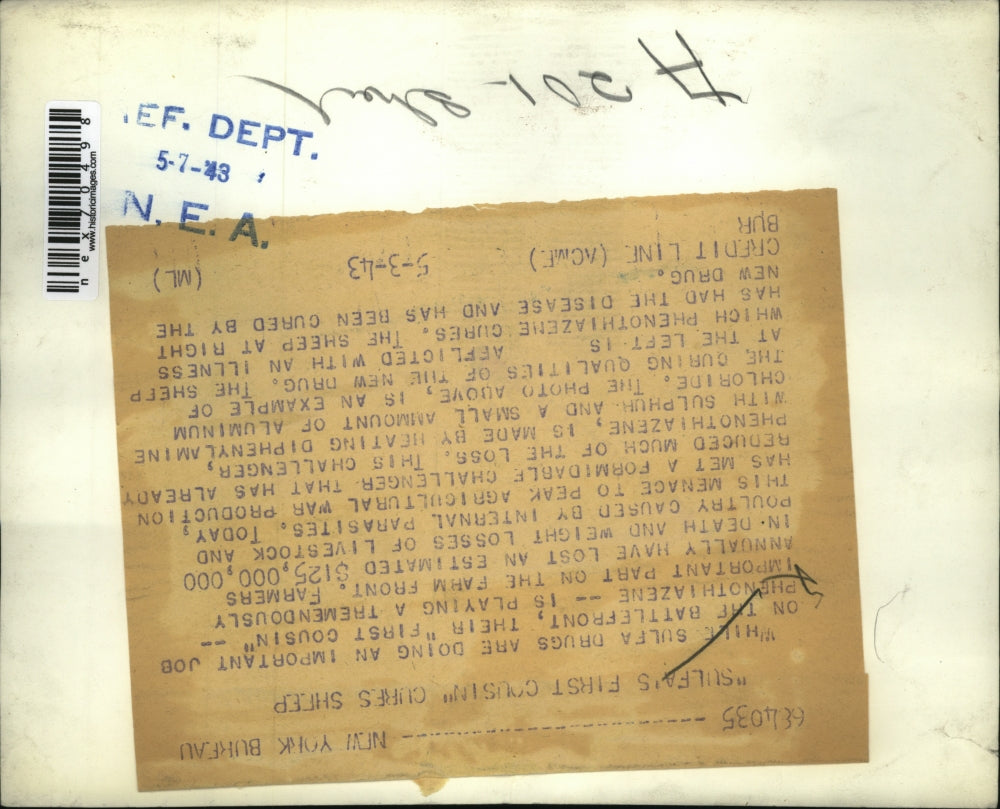 EF. DEPT.
5-7-43
N. E. A.
nex704098
www.historicimages.com
684035 ---------------------- NEW YORK BUREAU
"SULFA'S FIRST COUSIN" CURES SHEEP
WHILE SULFA DRUGS ARE DOING AN IMPORTANT JOB
ON THE BATTLEFRONT, THEIR "FIRST COUSIN" --
PHENOTHIAZENE -- IS PLAYING A TREMENDOUSLY
IMPORTANT PART ON THE FARM FRONT. FARMERS
ANNUALLY HAVE LOST AN ESTIMATED $125,000,000
IN DEATH AND WEIGHT LOSSES OF LIVESTOCK AND
POULTRY CAUSED BY INTERNAL PARASITES. TODAY,
THIS MENACE TO PEAK AGRICULTURAL WAR PRODUCTION
HAS MET A FORMIDABLE CHALLENGER THAT HAS ALREADY
REDUCED MUCH OF THE LOSS. THIS CHALLENGER,
PHENOTHIAZENE, IS MADE BY HEATING DIPHENYLAMINE
WITH SULPHUR AND A SMALL AMMOUNT OF ALUMINUM
CHLORIDE. THE PHOTO ABOVE, IS AN EXAMPLE OF
THE CURING QUALITIES OF THE NEW DRUG. THE SHEEP
AT THE LEFT IS AFFLICTED WITH AN ILLNESS
WHICH PHENOTHIAZENE CURES. THE SHEEP AT RIGHT
HAS HAD THE DISEASE AND HAS BEEN CURED BY THE
NEW DRUG.
CREDIT LINE (ACME) 5-3-43 (ML)
BUR